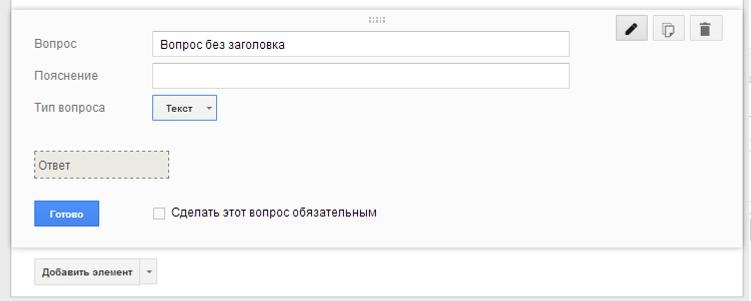 Вопрос
Вопрос без заголовка
Пояснение
Тип вопроса
Текст
Ответ
Готово
Сделать этот вопрос обязательным
Добавить элемент